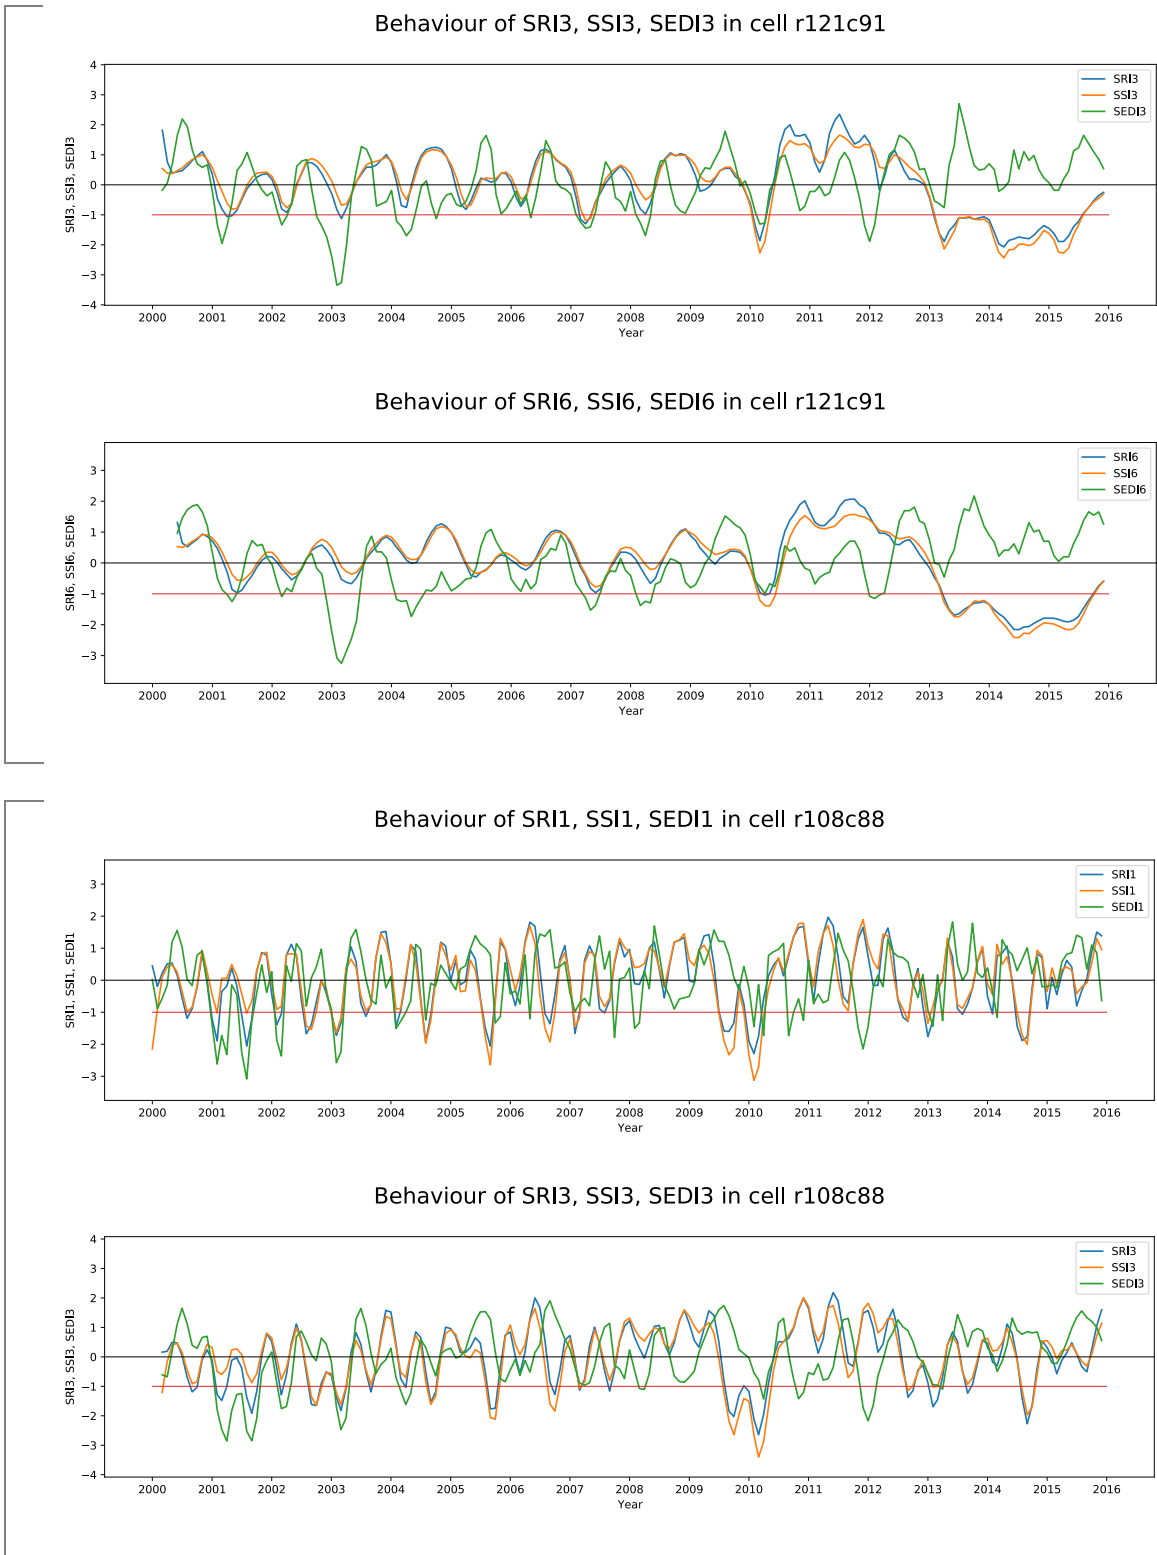 Behaviour of SRI3, SSI3, SEDI3 in cell r121c91
SRI3, SSI3, SEDI3
4
3
2
1
0
−1
−2
−3
−4
SRI3
SSI3
SEDI3
2000 2001 2002 2003 2004 2005 2006 2007 2008 2009 2010 2011 2012 2013 2014 2015 2016
Year
Behaviour of SRI6, SSI6, SEDI6 in cell r121c91
SRI6, SSI6, SEDI6
3
2
1
0
−1
−2
−3
SRI6
SSI6
SEDI6
2000 2001 2002 2003 2004 2005 2006 2007 2008 2009 2010 2011 2012 2013 2014 2015 2016
Year
Behaviour of SRI1, SSI1, SEDI1 in cell r108c88
SRI1, SSI1, SEDI1
3
2
1
0
−1
−2
−3
SRI1
SSI1
SEDI1
2000 2001 2002 2003 2004 2005 2006 2007 2008 2009 2010 2011 2012 2013 2014 2015 2016
Year
Behaviour of SRI3, SSI3, SEDI3 in cell r108c88
SRI3, SSI3, SEDI3
4
3
2
1
0
−1
−2
−3
−4
SRI3
SSI3
SEDI3
2000 2001 2002 2003 2004 2005 2006 2007 2008 2009 2010 2011 2012 2013 2014 2015 2016
Year